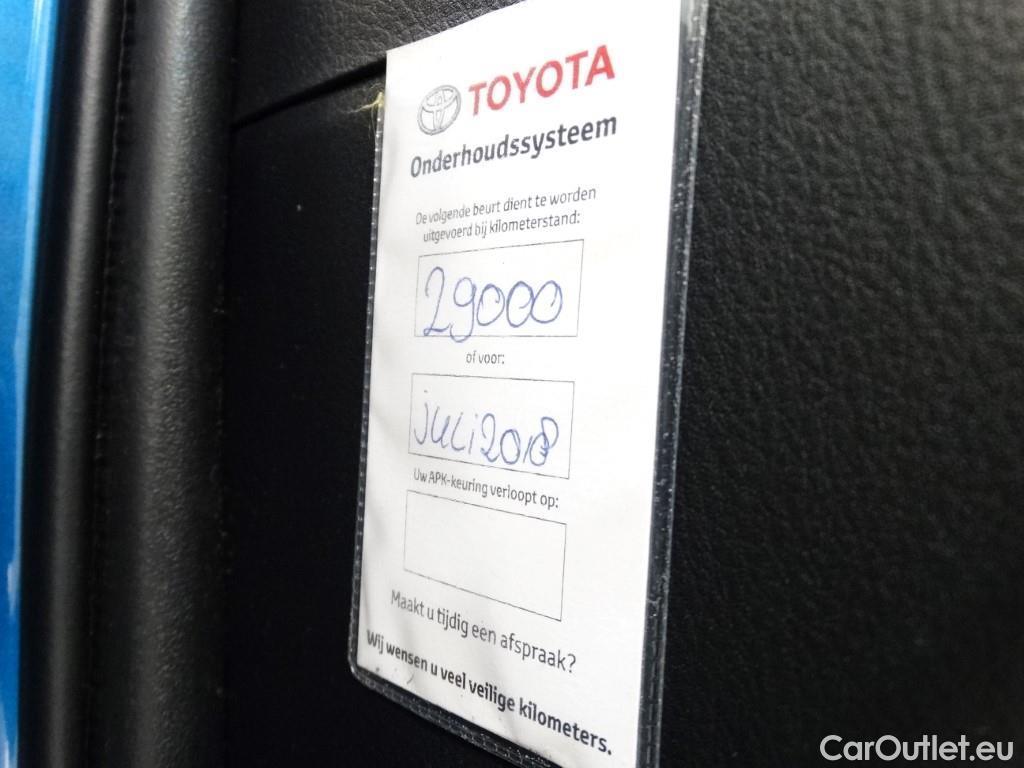 TOYOTA
Onderhoudssysteem
De volgende beurt dient te worden
uitgevoerd bij kilometerstand:
29000
of voor:
juli 2018
Uw APK-keuring verloopt op:
Maakt u tijdig een afspraak?
Wij wensen u veel veilige kilometers.
CarOutlet.eu